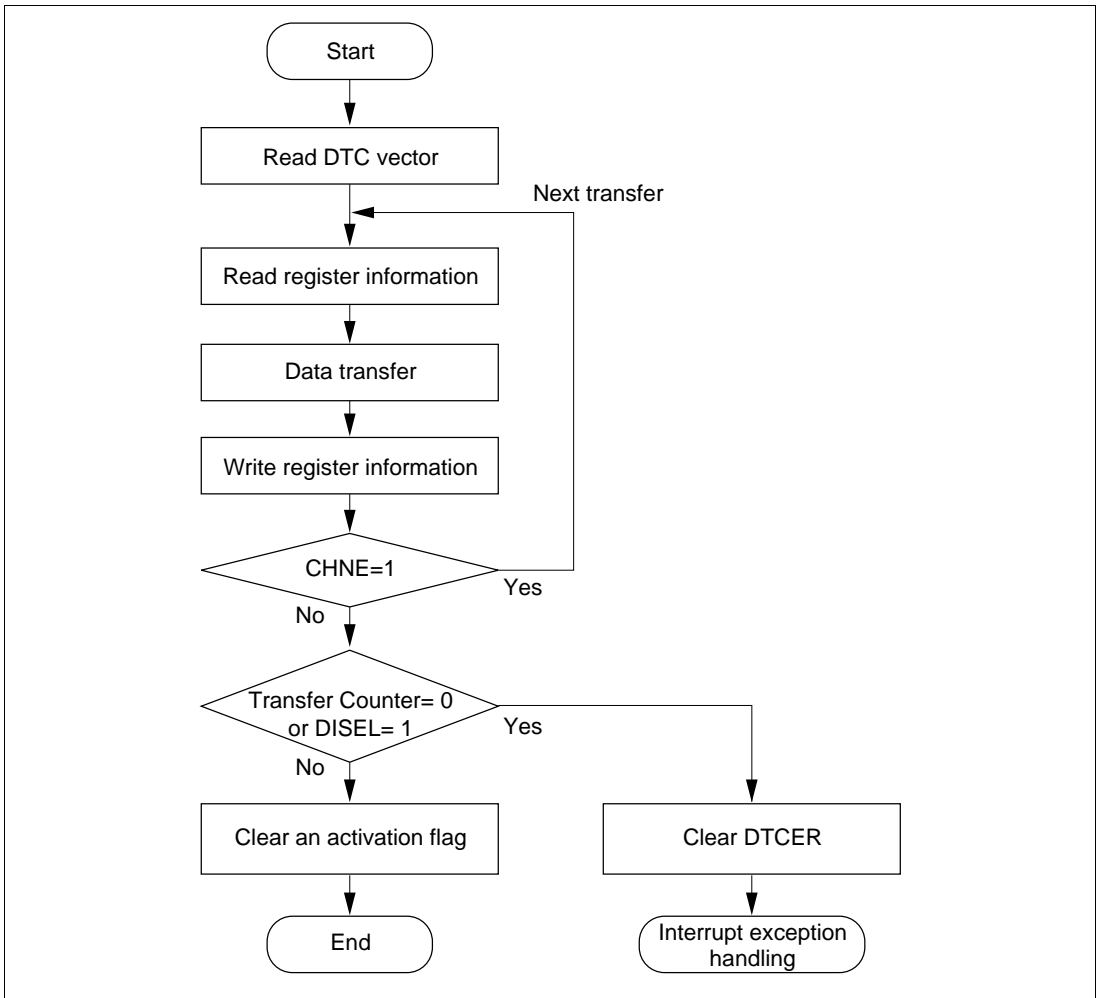 Start
Read DTC vector
Next transfer
Read register information
Data transfer
Write register information
CHNE=1
Yes
No
Transfer Counter= 0
or DISEL= 1
Yes
No
Clear an activation flag
Clear DTCER
End
Interrupt exception
handling